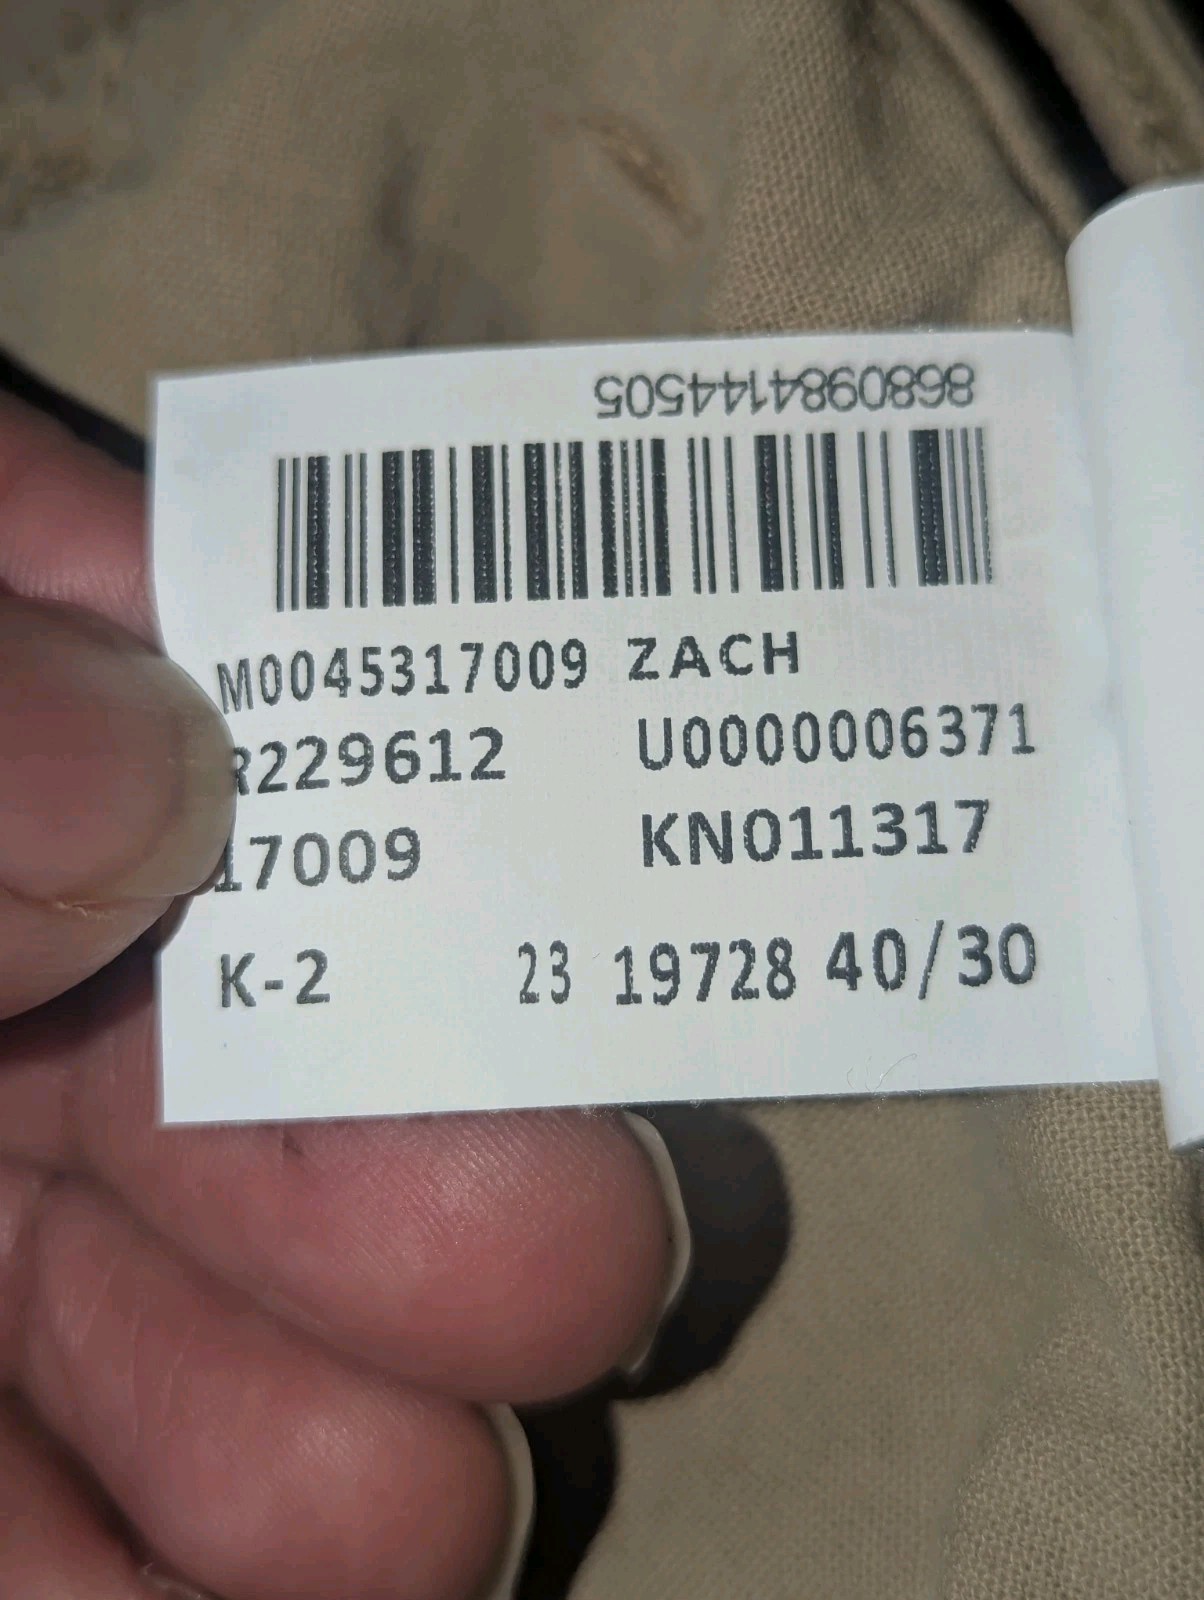 8680984144505
M0045317009 ZACH
R229612 U0000006371
17009 KN011317
K-2 23 19728 40/30